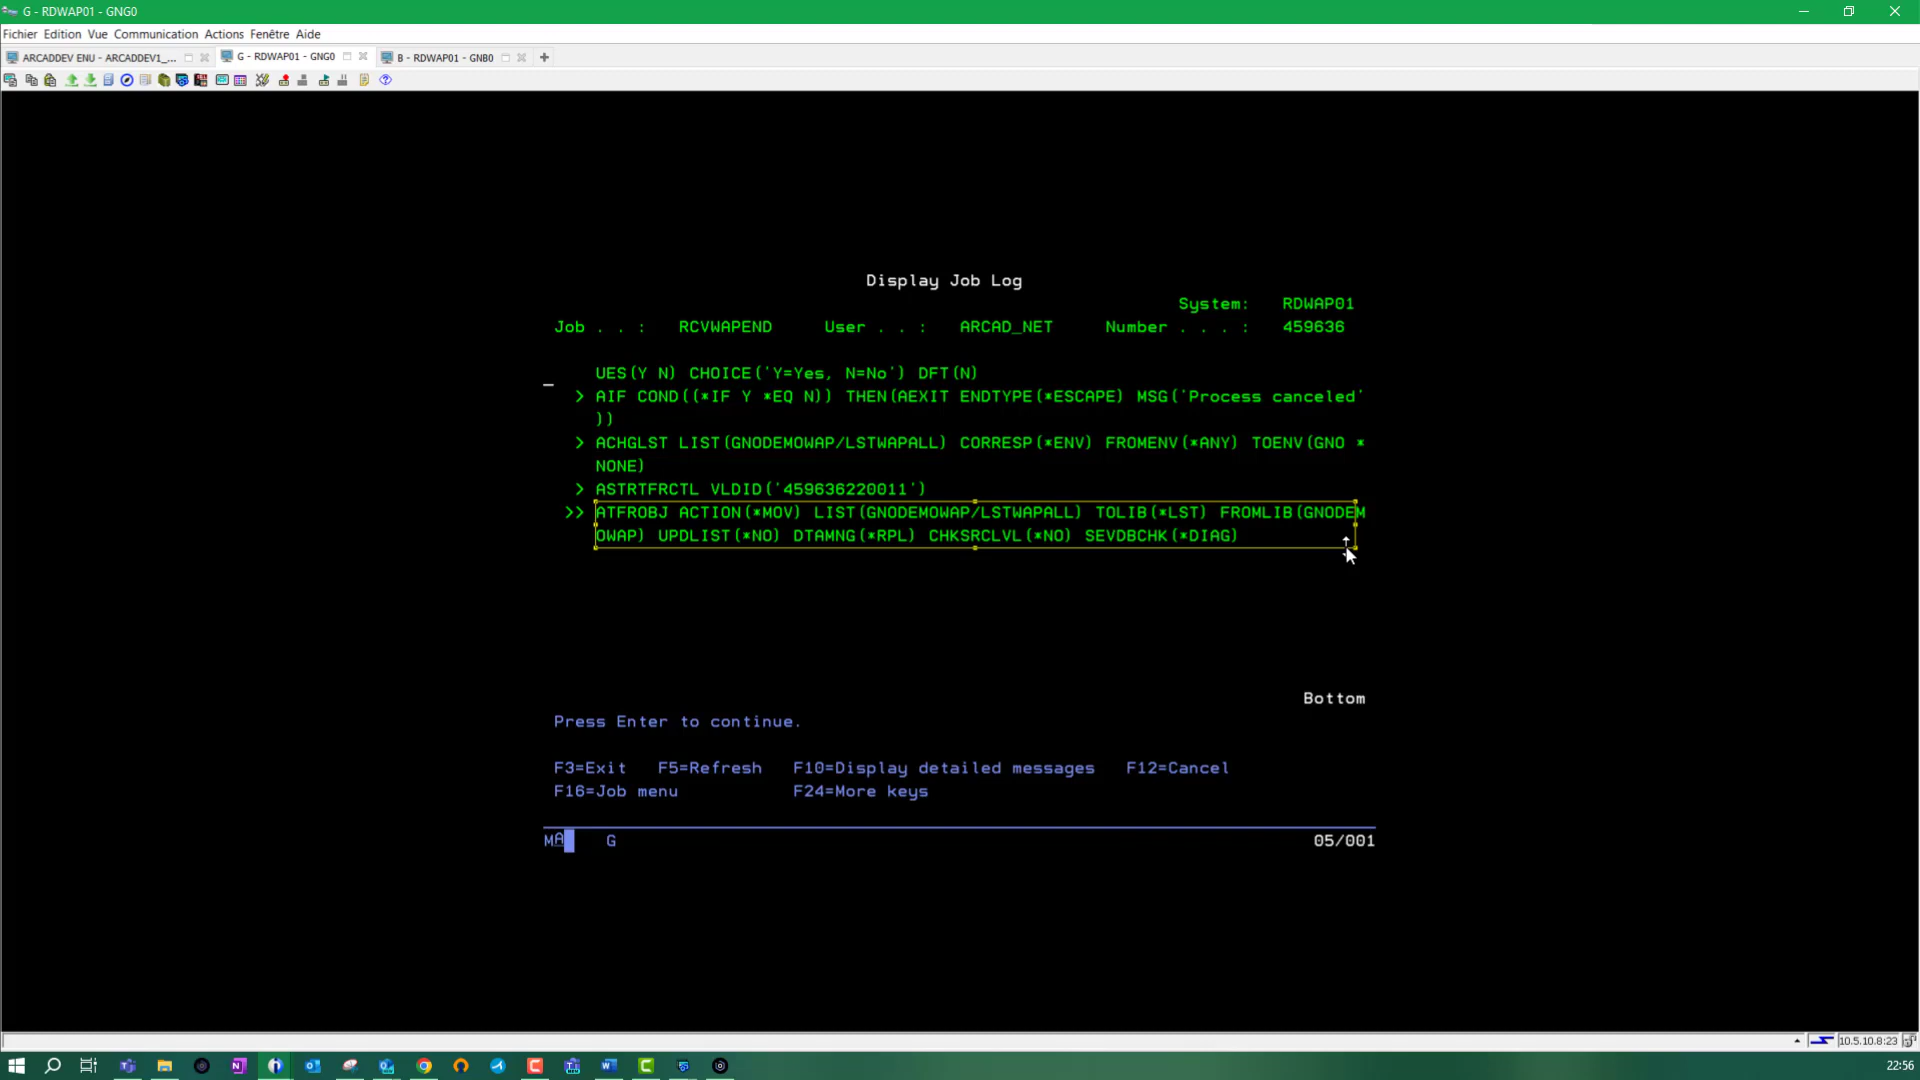 G - RDWAP01 - GNG0
Fichier Edition Vue Communication Actions Fenêtre Aide
ARCADDEV ENU - ARCADDEV1_... G - RDWAP01 - GNG0 B - RDWAP01 - GNB0 +
Display Job Log
System: RDWAP01
Job . . : RCVWAPEND User . . : ARCAD_NET Number . . . : 459636
UES(Y N) CHOICE('Y=Yes, N=No') DFT(N)
> AIF COND((*IF Y *EQ N)) THEN(AEXIT ENDTYPE(*ESCAPE) MSG('Process canceled'
))
> ACHGLST LIST(GNODEMOWAP/LSTWAPALL) CORRESP(*ENV) FROMENV(*ANY) TOENV(GNO *
NONE)
> ASTRTFRCTL VLDID('459636220011')
>> ATFROBJ ACTION(*MOV) LIST(GNODEMOWAP/LSTWAPALL) TOLIB(*LST) FROMLIB(GNODEM
OWAP) UPDLIST(*NO) DTAMNG(*RPL) CHKSRCLVL(*NO) SEVDBCHK(*DIAG)
Bottom
Press Enter to continue.
F3=Exit F5=Refresh F10=Display detailed messages F12=Cancel
F16=Job menu F24=More keys
MA G 05/001
10.5.10.8:23
22:56